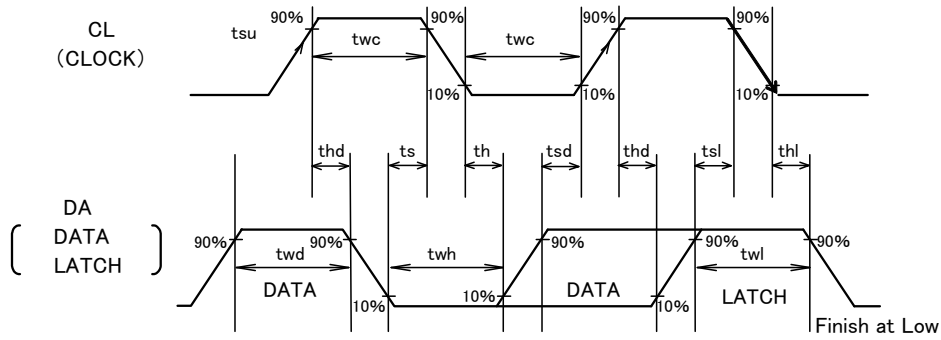 90% 90% 90% 90%
CL tsu twc twc
(CLOCK)
10% 10% 10%
thd ts th tsd thd tsl thl
DA
DATA
LATCH
90% 90% 90% 90% 90%
twd twh twl
DATA DATA LATCH
10% 10% 10%
Finish at Low